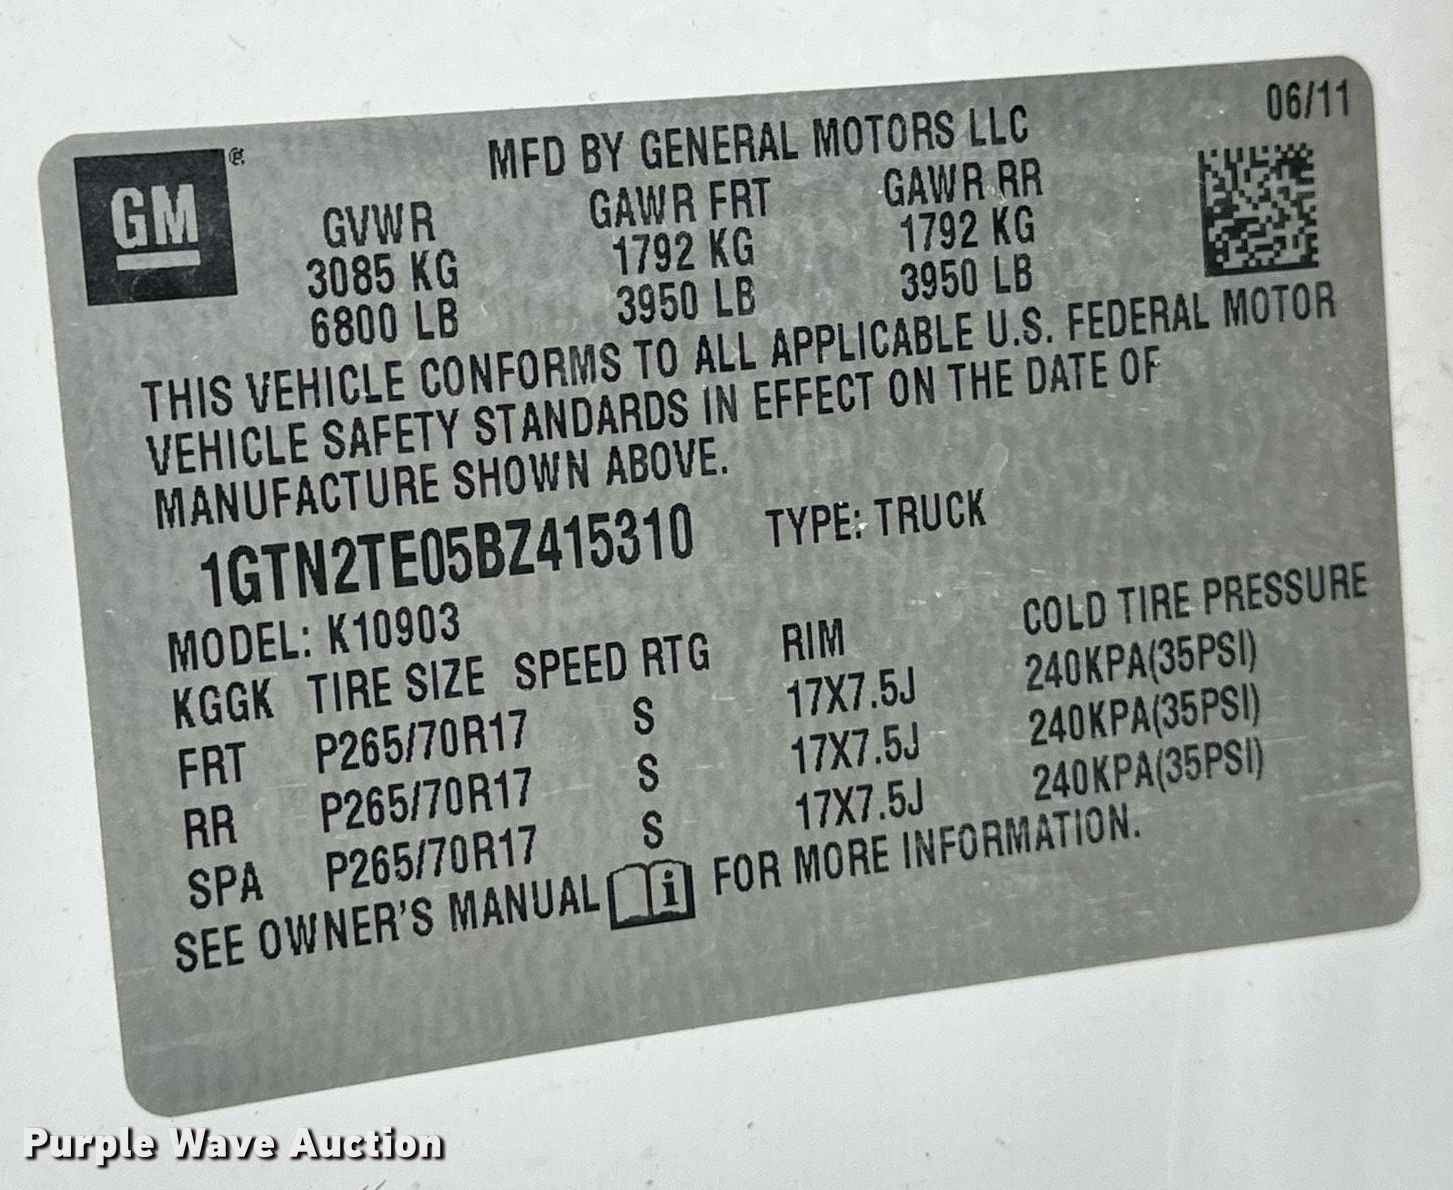 06/11
GM®
MFD BY GENERAL MOTORS LLC
GVWR GAWR FRT GAWR RR
3085 KG 1792 KG 1792 KG
6800 LB 3950 LB 3950 LB
THIS VEHICLE CONFORMS TO ALL APPLICABLE U.S. FEDERAL MOTOR
VEHICLE SAFETY STANDARDS IN EFFECT ON THE DATE OF
MANUFACTURE SHOWN ABOVE.
1GTN2TE05BZ415310 TYPE: TRUCK
MODEL: K10903
KGGK TIRE SIZE SPEED RTG RIM COLD TIRE PRESSURE
FRT P265/70R17 S 17X7.5J 240KPA(35PSI)
RR P265/70R17 S 17X7.5J 240KPA(35PSI)
SPA P265/70R17 S 17X7.5J 240KPA(35PSI)
SEE OWNER'S MANUAL i FOR MORE INFORMATION.
Purple Wave Auction